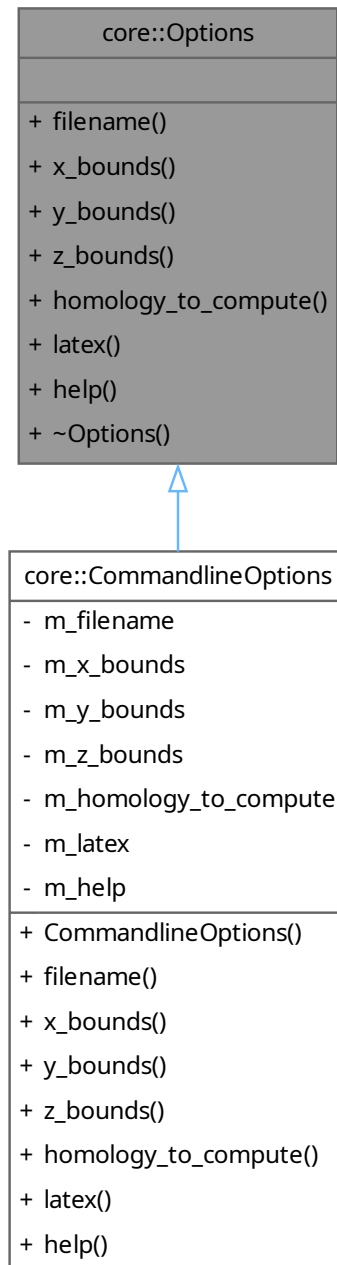 core::Options
+ filename()
+ x_bounds()
+ y_bounds()
+ z_bounds()
+ homology_to_compute()
+ latex()
+ help()
+ ~Options()
core::CommandlineOptions
- m_filename
- m_x_bounds
- m_y_bounds
- m_z_bounds
- m_homology_to_compute
- m_latex
- m_help
+ CommandlineOptions()
+ filename()
+ x_bounds()
+ y_bounds()
+ z_bounds()
+ homology_to_compute()
+ latex()
+ help()